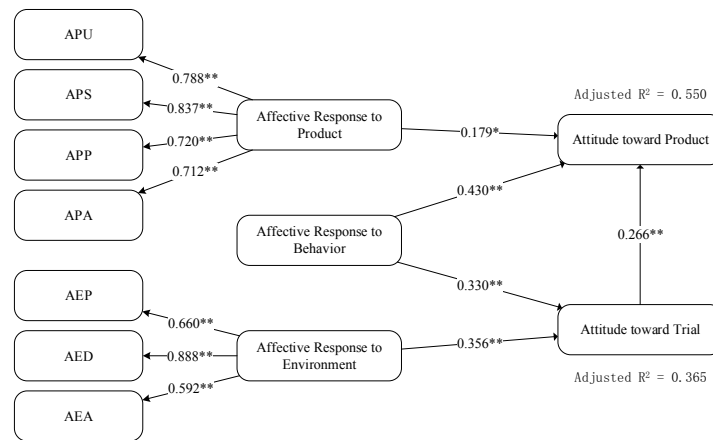 APU
APS
APP
APA
0.788**
0.837**
0.720**
0.712**
Affective Response to
Product
0.179*
Adjusted R² = 0.550
Attitude toward Product
0.430**
Affective Response to
Behavior
0.266**
0.330**
AEP
AED
AEA
0.660**
0.888**
0.592**
Affective Response to
Environment
0.356**
Attitude toward Trial
Adjusted R² = 0.365